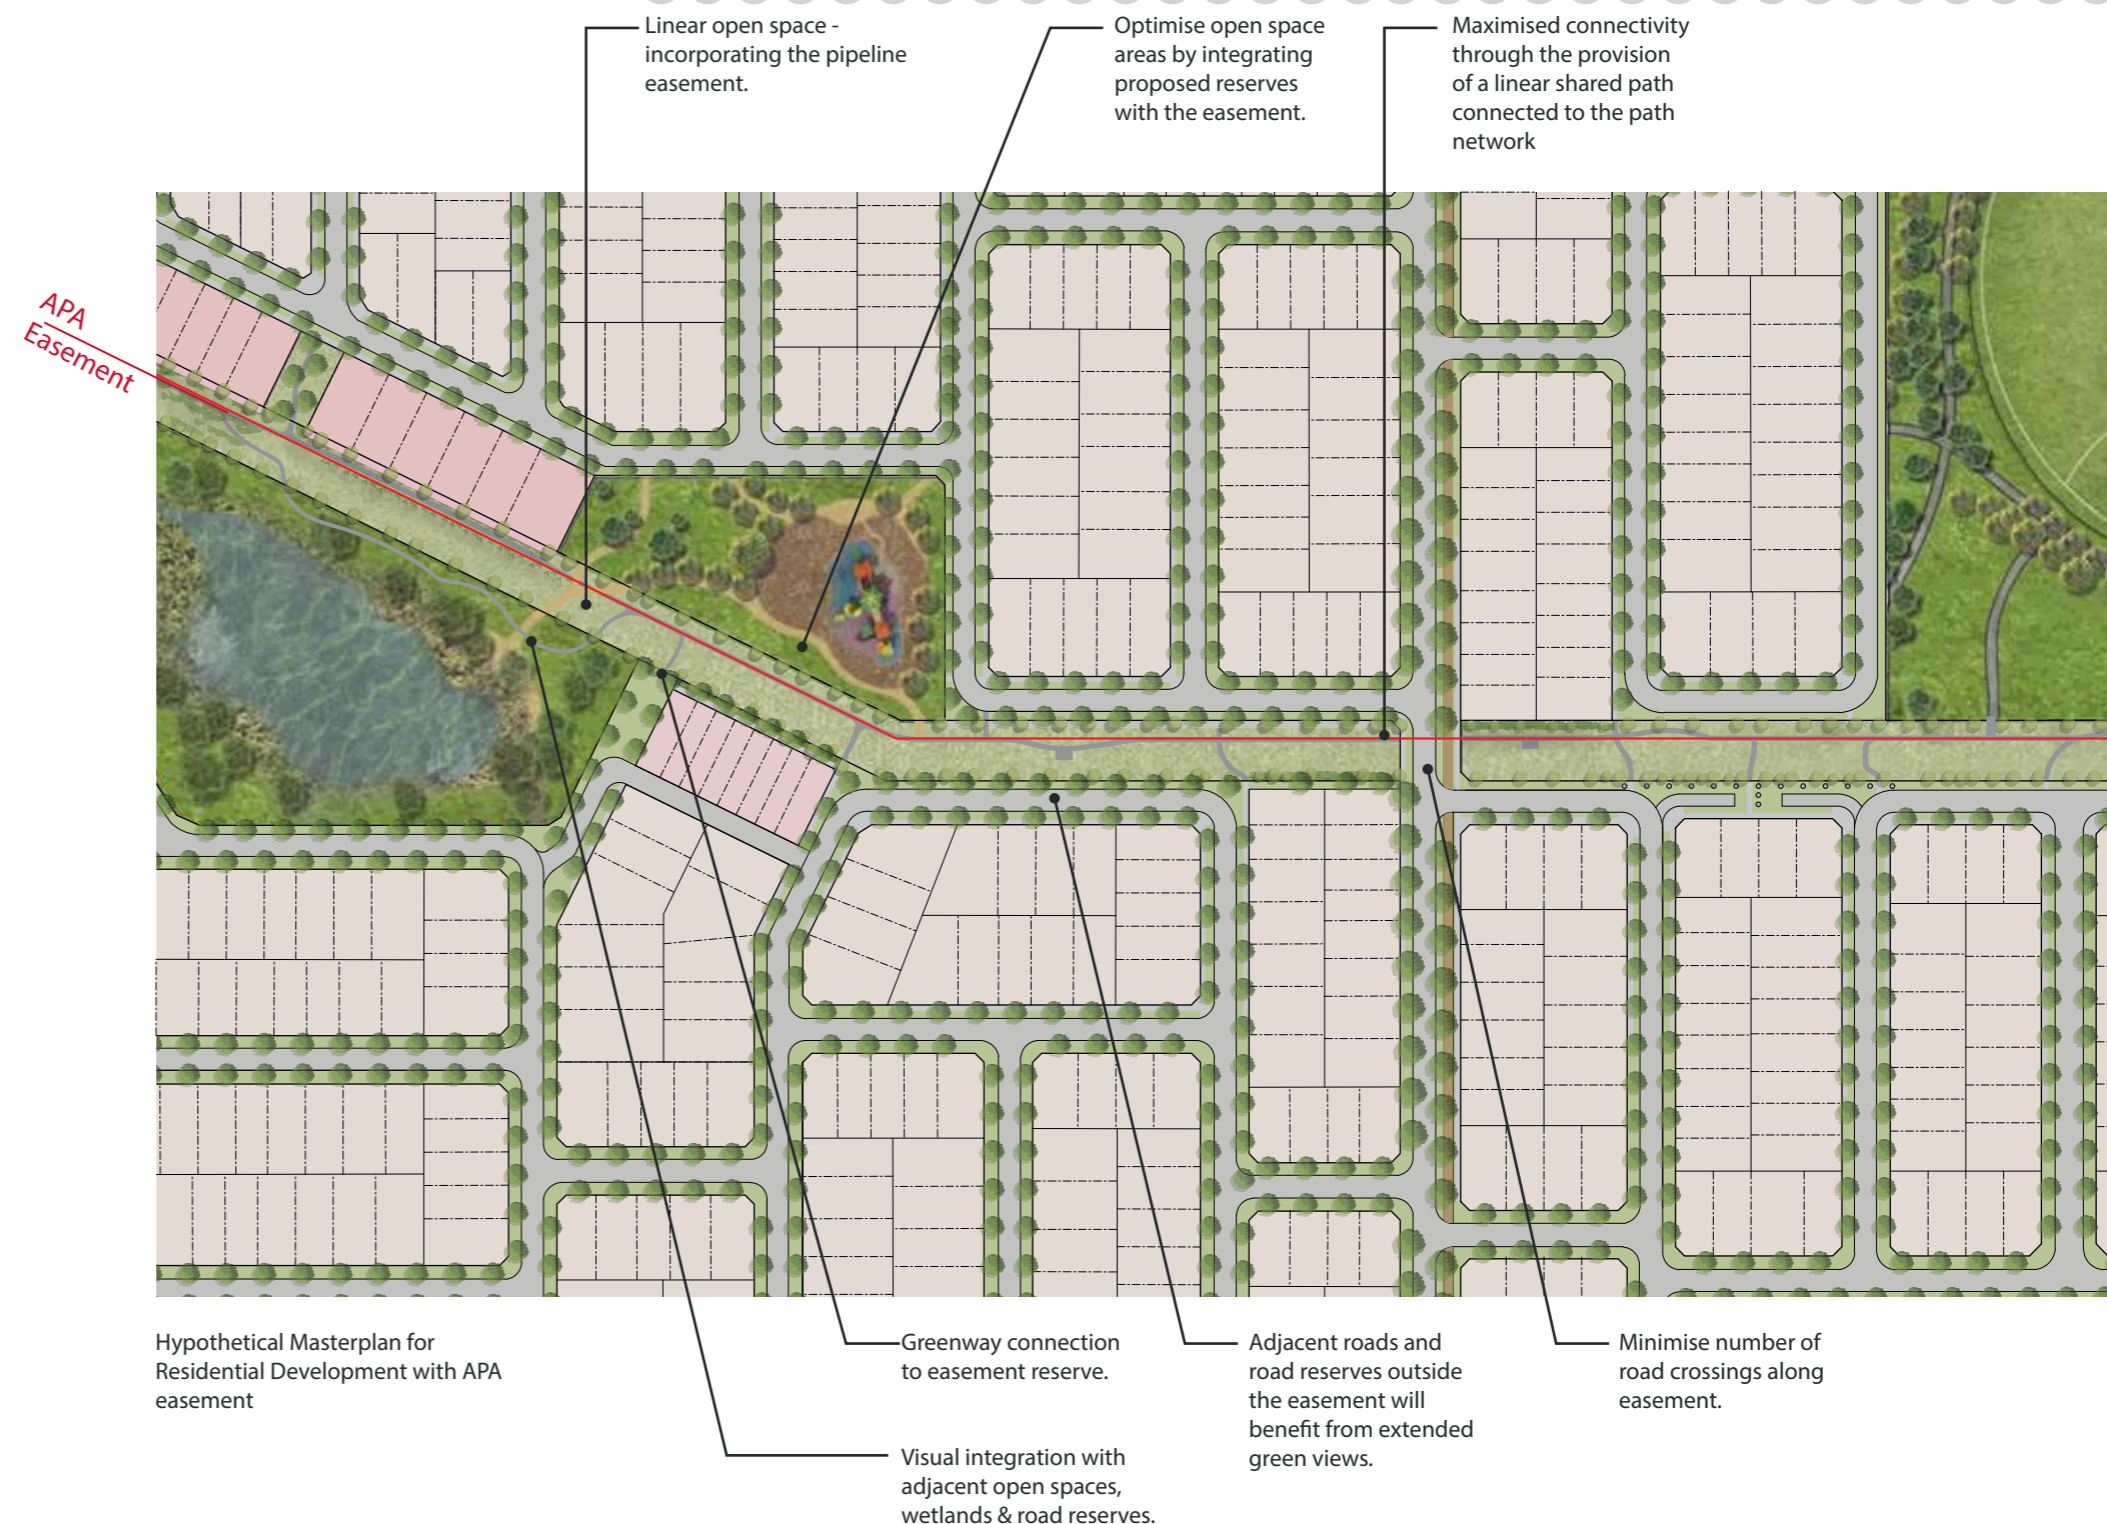 Linear open space -
incorporating the pipeline
easement.
Optimise open space
areas by integrating
proposed reserves
with the easement.
Maximised connectivity
through the provision
of a linear shared path
connected to the path
network
APA
Easement
Hypothetical Masterplan for
Residential Development with APA
easement
Greenway connection
to easement reserve.
Visual integration with
adjacent open spaces,
wetlands & road reserves.
Adjacent roads and
road reserves outside
the easement will
benefit from extended
green views.
Minimise number of
road crossings along
easement.